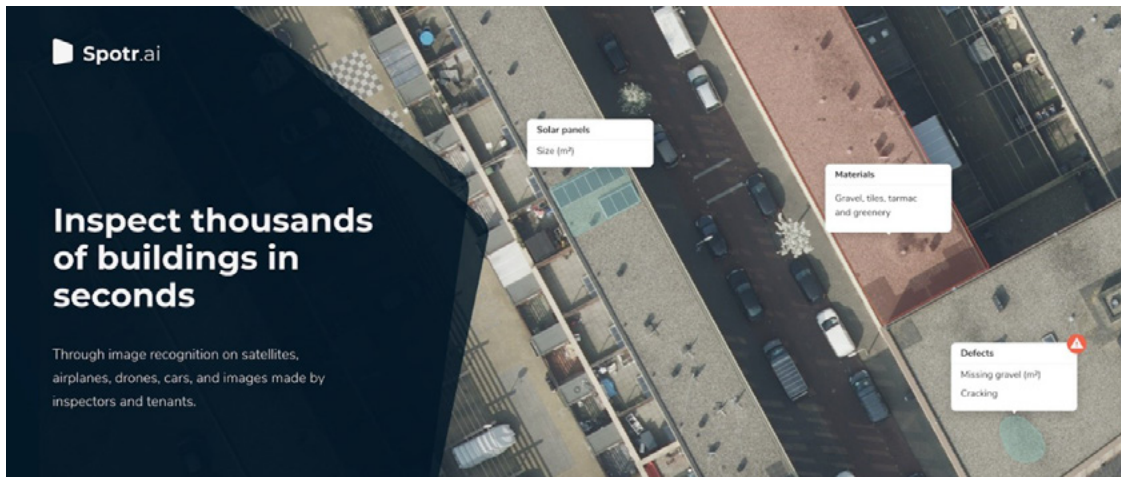 Spotr.ai
Inspect thousands
of buildings in
seconds
Through image recognition on satellites,
airplanes, drones, cars, and images made by
inspectors and tenants.
Solar panels
Size (m²)
Materials
Gravel, tiles, tarmac
and greenery
Defects
Missing gravel (m²)
Cracking